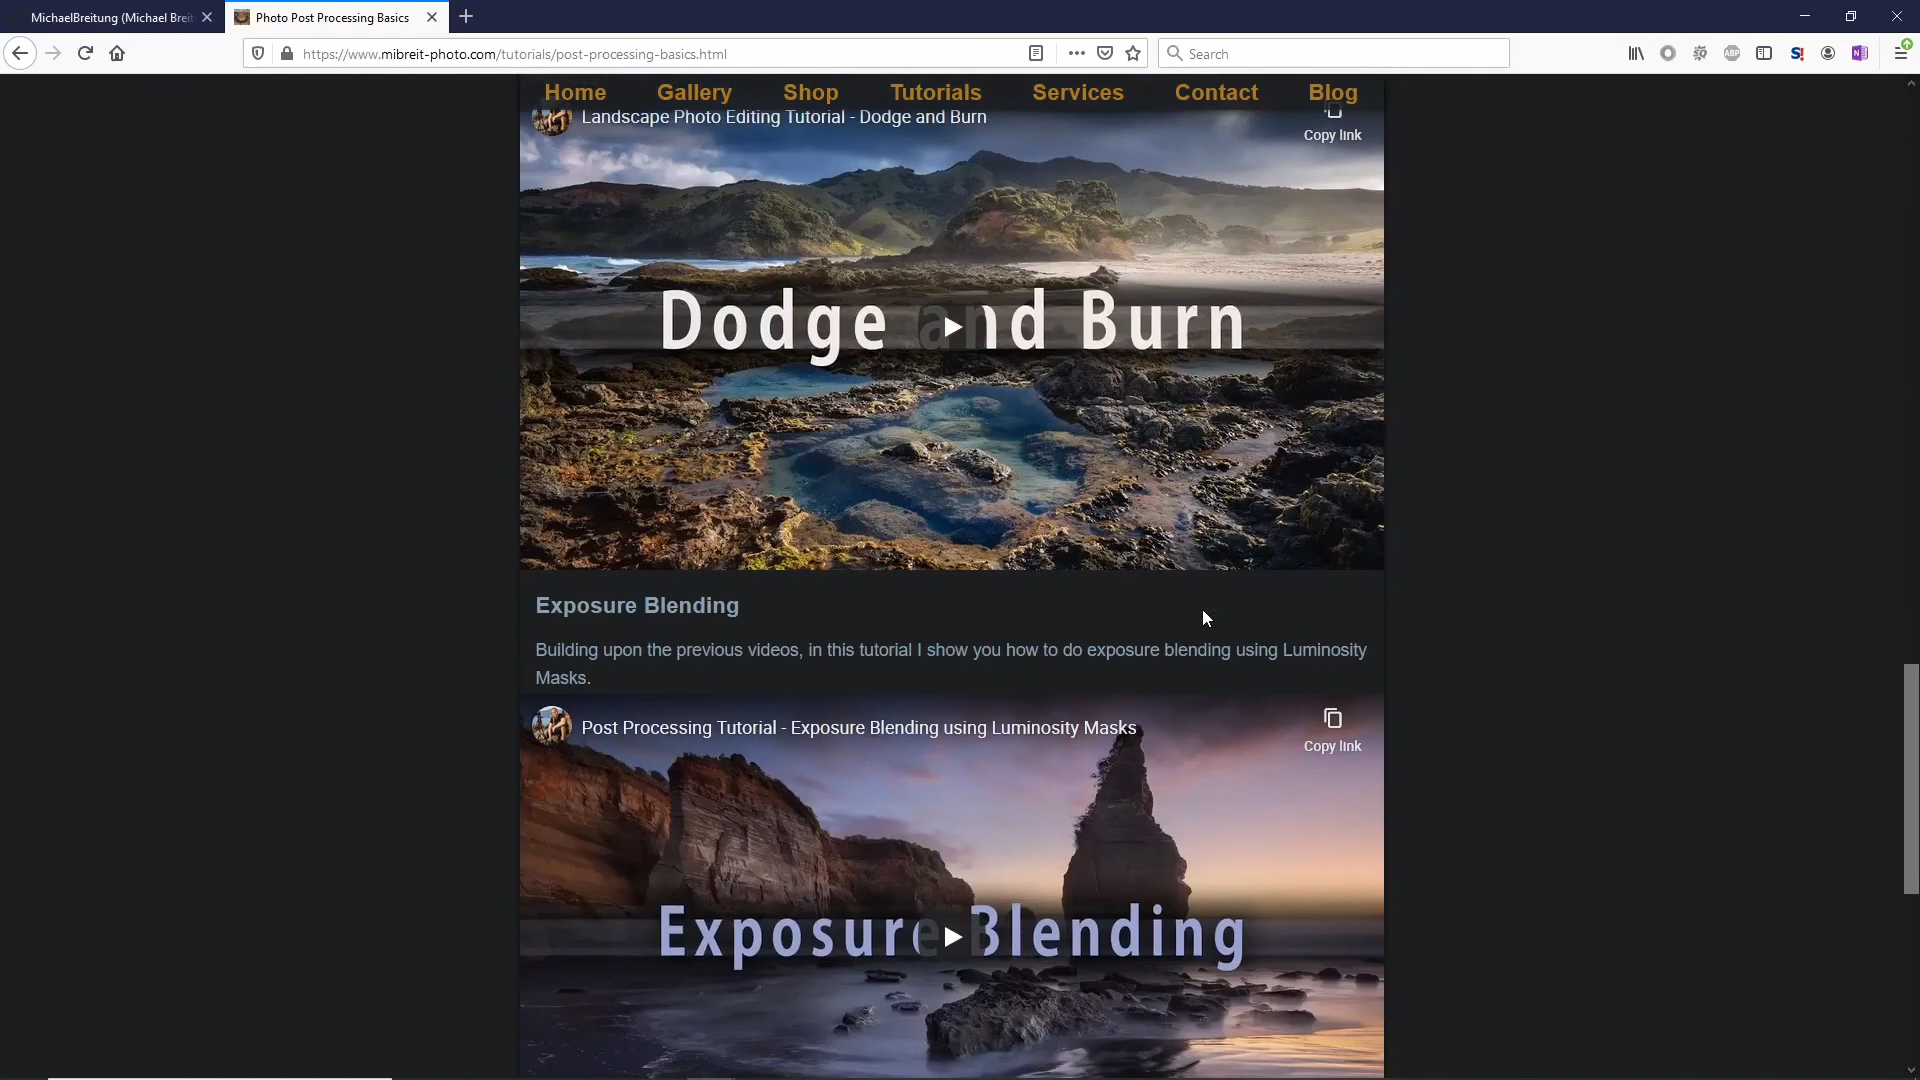 MichaelBreitung (Michael Breit
Photo Post Processing Basics
https://www.mibreit-photo.com/tutorials/post-processing-basics.html
Search
ABP
S!
N
Home Gallery Shop Tutorials Services Contact Blog
Landscape Photo Editing Tutorial - Dodge and Burn
Copy link
Dodge and Burn
Exposure Blending
Building upon the previous videos, in this tutorial I show you how to do exposure blending using Luminosity
Masks.
Post Processing Tutorial - Exposure Blending using Luminosity Masks
Copy link
Exposure Blending